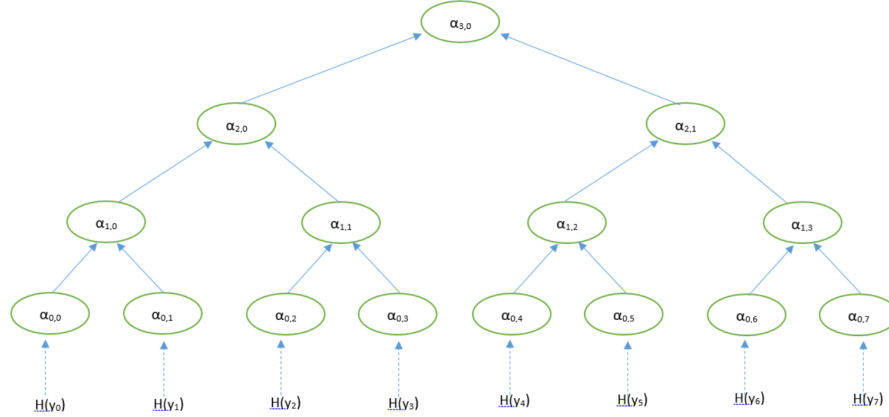 α3,0
α2,0 α2,1
α1,0 α1,1 α1,2 α1,3
α0,0 α0,1 α0,2 α0,3 α0,4 α0,5 α0,6 α0,7
H(y0) H(y1) H(y2) H(y3) H(y4) H(y5) H(y6) H(y7)